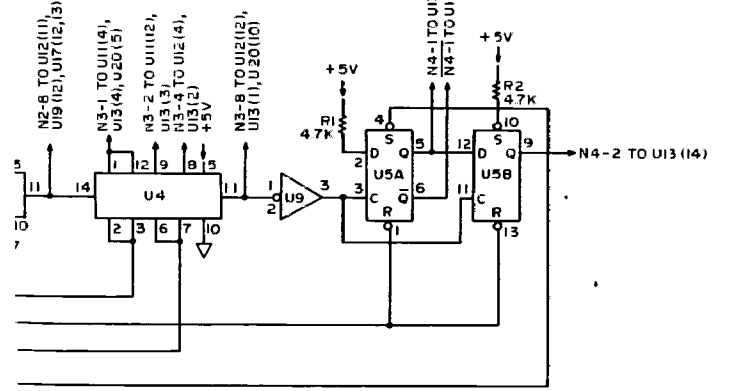 N2-8 TO U12(11),
U19(12), U17(12,13)
N3-1 TO U11(4),
U13(4), U20(5)
N3-2 TO U11(12),
U13(3)
N3-4 TO U12(4),
U13(2)
+5V
N3-8 TO U12(12),
U13(1), U20(10)
N4-1 TO
N4-1 TO
+5V
+5V
R1
4.7K
R2
4.7K
5
11
10
7
14
1
12
9
8
5
U4
11
2
3
6
7
10
1
2
U9
3
4
S
2
D
Q
5
U5A
3
C
Q
6
R
1
10
S
12
D
Q
9
U5B
11
C
R
13
N4-2 TO U13(14)